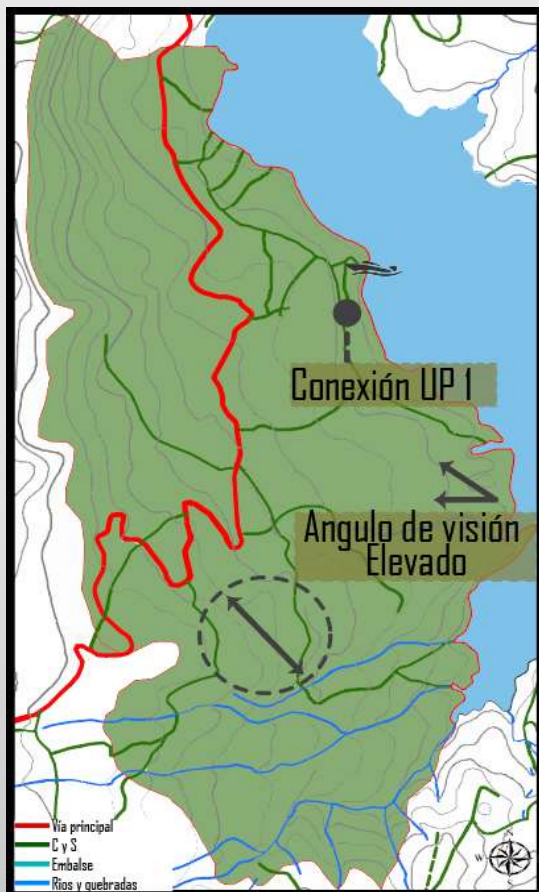 Conexión UP 1
Angulo de visión
Elevado
Vía principal
C y S
Embalse
Ríos y quebradas
N
W